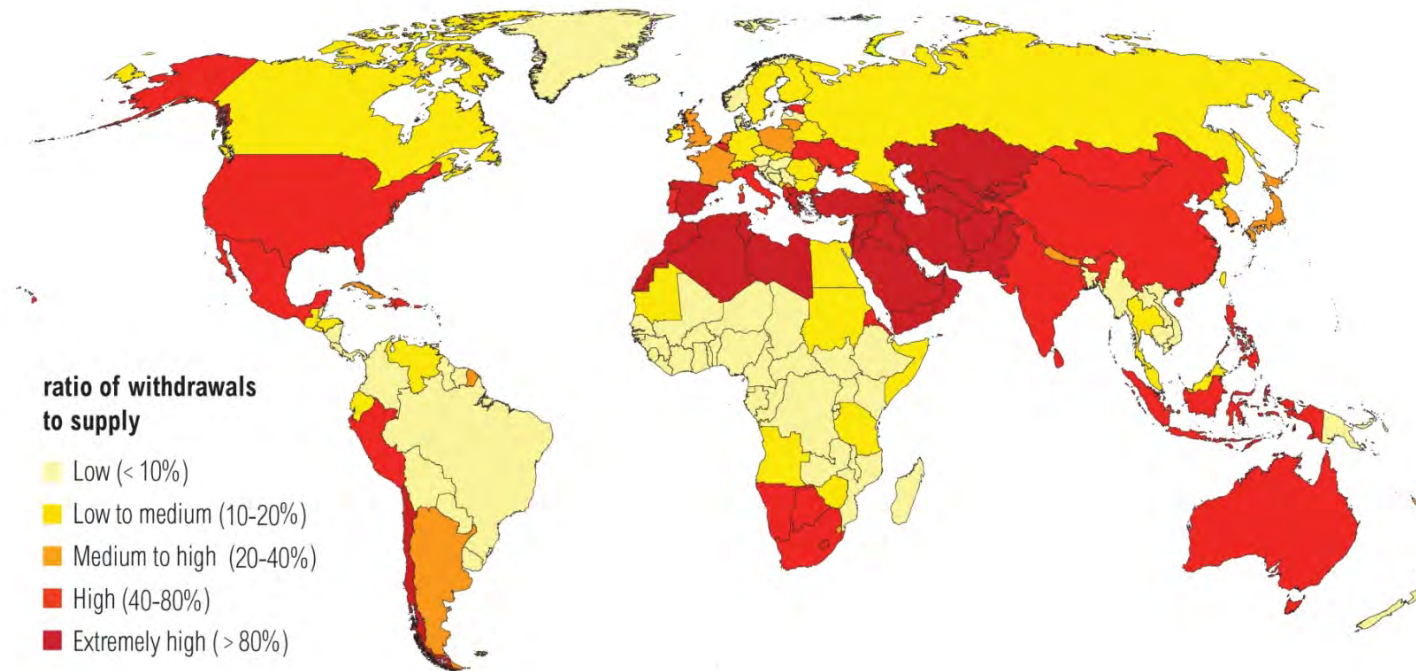 ratio of withdrawals
to supply
Low (< 10%)
Low to medium (10-20%)
Medium to high (20-40%)
High (40-80%)
Extremely high ( > 80%)